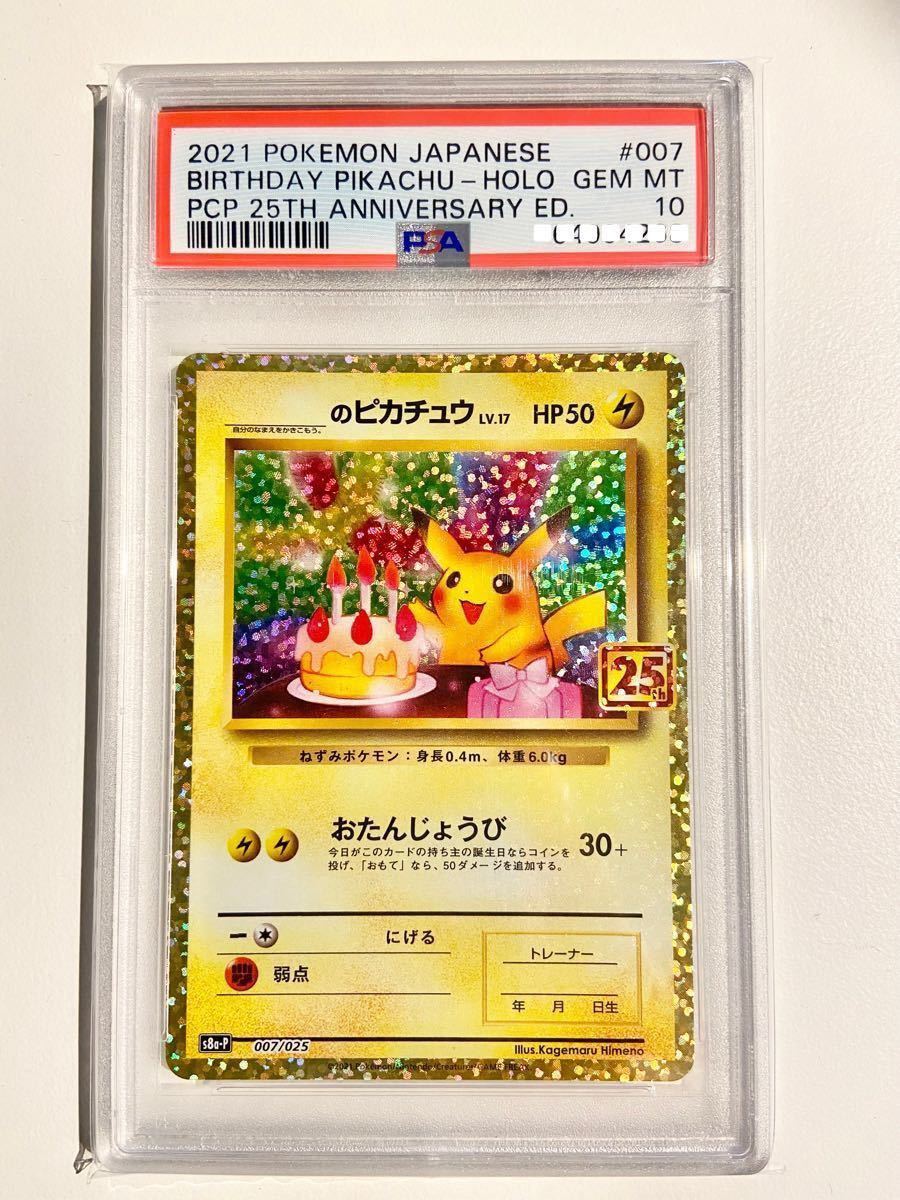 2021 POKEMON JAPANESE #007
BIRTHDAY PIKACHU-HOLO GEM MT
PCP 25TH ANNIVERSARY ED. 10
PSA
のピカチュウ LV.17 HP50
自分のなまえをかきこもう。
25th
ねずみポケモン：身長0.4m、体重6.0kg
おたんじょうび 30+
今日がこのカードの持ち主の誕生日ならコインを
投げ、「おもて」なら、50ダメージを追加する。
にげる
弱点
トレーナー
年 月 日生
s8a-P 007/025 Illus.Kagemaru Himeno
©2021 Pokémon/Nintendo/Creatures/GAME FREAK